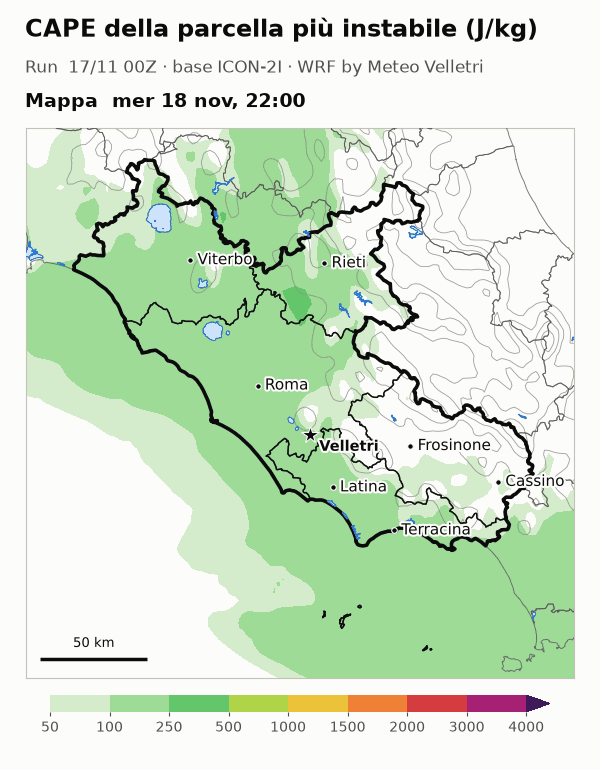 CAPE della parcella più instabile (J/kg)
Run  17/11 00Z · base ICON-2I · WRF by Meteo Velletri
Mappa  mer 18 nov, 22:00
Viterbo
Rieti
Roma
Velletri
Frosinone
Latina
Cassino
Terracina
50 km
50 100 250 500 1000 1500 2000 3000 4000